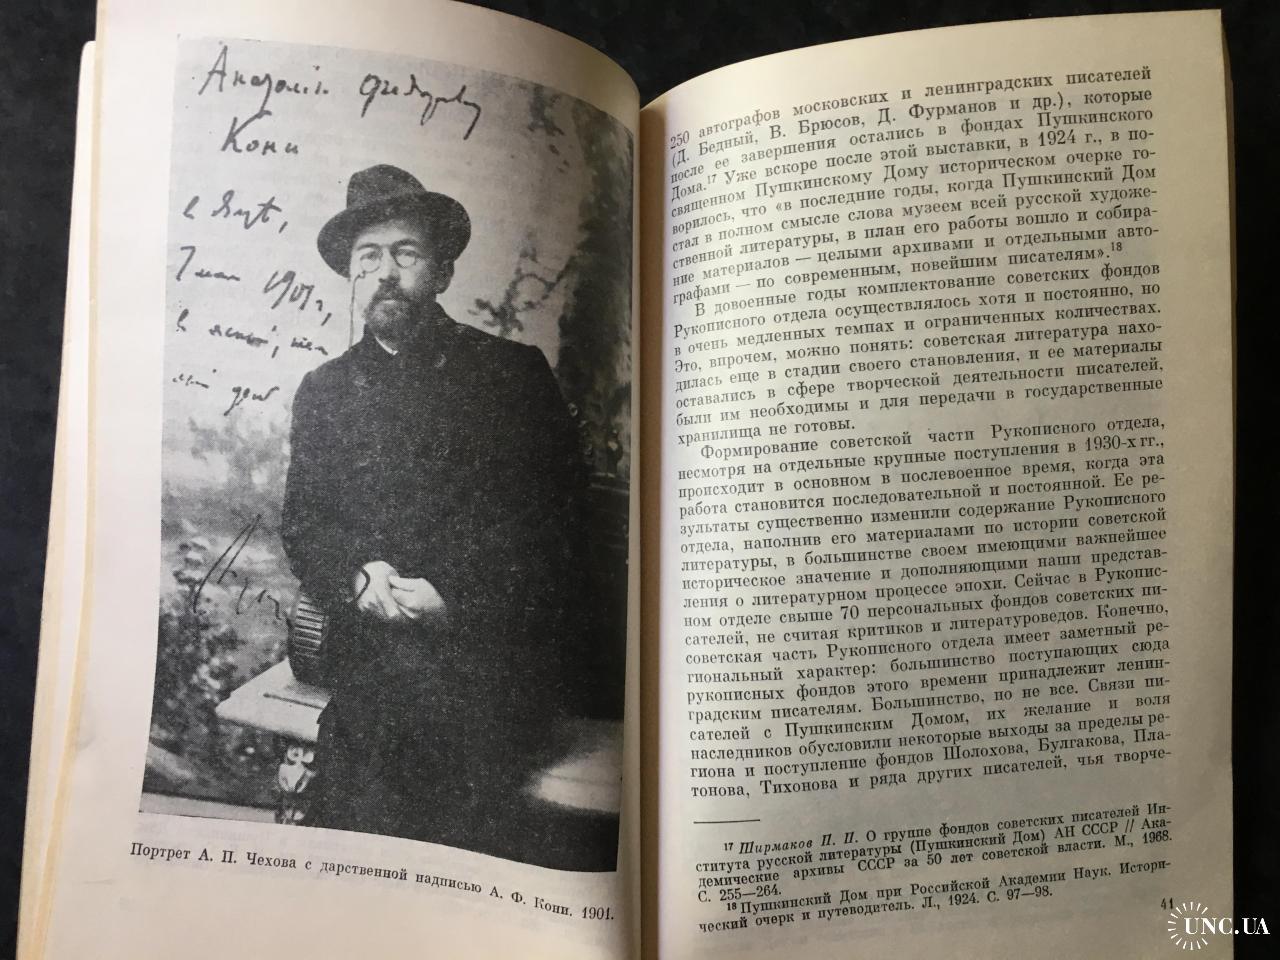 Кони
1901
Портрет А. П. Чехова с дарственной надписью А. Ф. Кони. 1901.
250 автографов московских и ленинградских писателей
(Д. Бедный, В. Брюсов, Д. Фурманов и др.), которые
после ее завершения остались в фондах Пушкинского
Дома.¹⁷ Уже вскоре после этой выставки, в 1924 г., в по-
священном Пушкинскому Дому историческом очерке го-
ворилось, что «в последние годы, когда Пушкинский Дом
стал в полном смысле слова музеем всей русской художе-
ственной литературы, в план его работы вошло и собира-
ние материалов — целыми архивами и отдельными авто-
графами — по современным, новейшим писателям».¹⁸
В довоенные годы комплектование советских фондов
Рукописного отдела осуществлялось хотя и постоянно, но
в очень медленных темпах и ограниченных количествах.
Это, впрочем, можно понять: советская литература нахо-
дилась еще в стадии своего становления, и ее материалы
оставались в сфере творческой деятельности писателей,
были им необходимы и для передачи в государственные
хранилища не готовы.
Формирование советской части Рукописного отдела,
несмотря на отдельные крупные поступления в 1930-х гг.,
происходит в основном в послевоенное время, когда эта
работа становится последовательной и постоянной. Ее ре-
зультаты существенно изменили содержание Рукописного
отдела, наполнив его материалами по истории советской
литературы, в большинстве своем имеющими важнейшее
историческое значение и дополняющими наши представ-
ления о литературном процессе эпохи. Сейчас в Рукопис-
ном отделе свыше 70 персональных фондов советских пи-
сателей, не считая критиков и литературоведов. Конечно,
советская часть Рукописного отдела имеет заметный ре-
гиональный характер: большинство поступающих сюда
рукописных фондов этого времени принадлежит ленин-
градским писателям. Большинство, но не все. Связи пи-
сателей с Пушкинским Домом, их желание и воля
наследников обусловили некоторые выходы за пределы ре-
гиона и поступление фондов Шолохова, Булгакова, Пла-
тонова, Тихонова и ряда других писателей, чья творче-
¹⁷ Ширмаков П. П. О группе фондов советских писателей Ин-
ститута русской литературы (Пушкинский Дом) АН СССР // Ака-
демические архивы СССР за 50 лет советской власти. М., 1968.
С. 255—264.
¹⁸ Пушкинский Дом при Российской Академии Наук. Истори-
ческий очерк и путеводитель. Л., 1924. С. 97—98.
41
UNC.UA